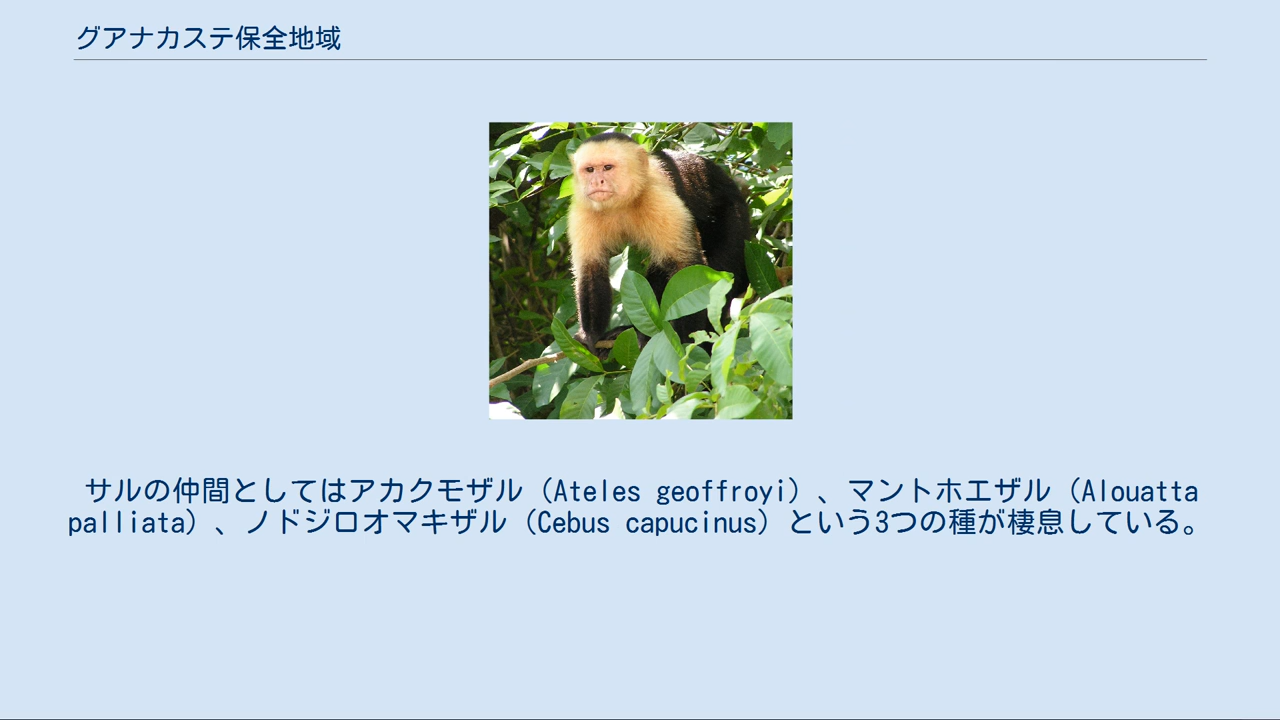 グアナカステ保全地域
サルの仲間としてはアカクモザル（Ateles geoffroyi）、マントホエザル（Alouatta
palliata）、ノドジロオマキザル（Cebus capucinus）という3つの種が棲息している。